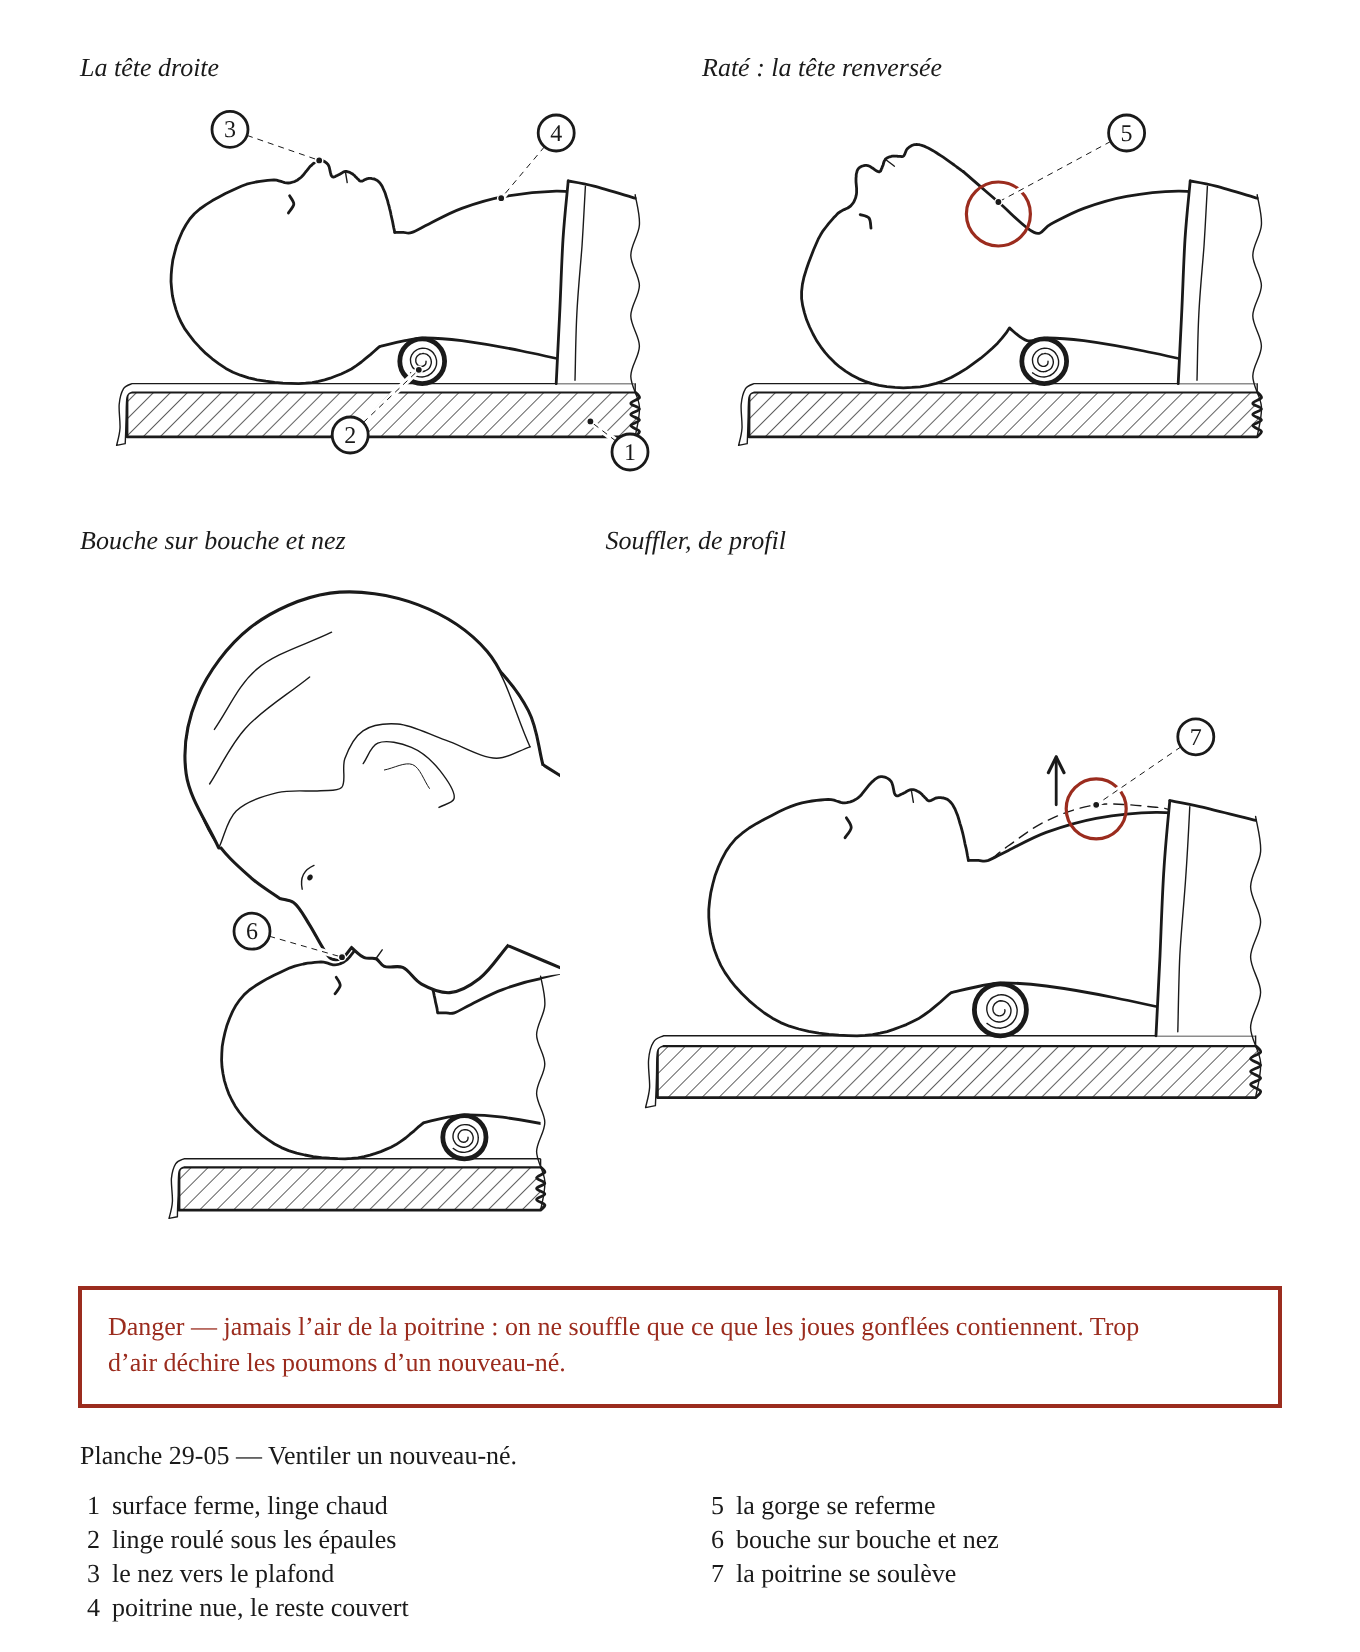 La tête droite
Raté : la tête renversée
3
4
5
2
1
Bouche sur bouche et nez
Souffler, de profil
7
6
Danger — jamais l’air de la poitrine : on ne souffle que ce que les joues gonflées contiennent. Trop
d’air déchire les poumons d’un nouveau-né.
Planche 29-05 — Ventiler un nouveau-né.
1 surface ferme, linge chaud
2 linge roulé sous les épaules
3 le nez vers le plafond
4 poitrine nue, le reste couvert
5 la gorge se referme
6 bouche sur bouche et nez
7 la poitrine se soulève